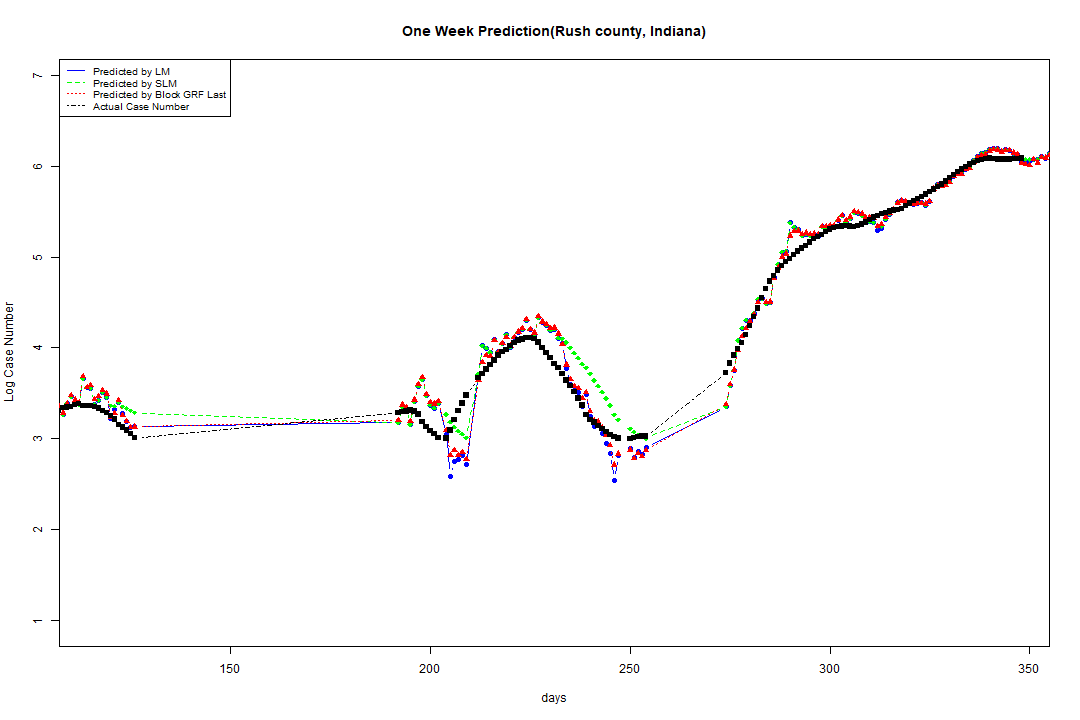 One Week Prediction(Rush county, Indiana)
Predicted by LM
Predicted by SLM
Predicted by Block GRF Last
Actual Case Number
7
6
5
4
3
2
1
Log Case Number
150 200 250 300 350
days